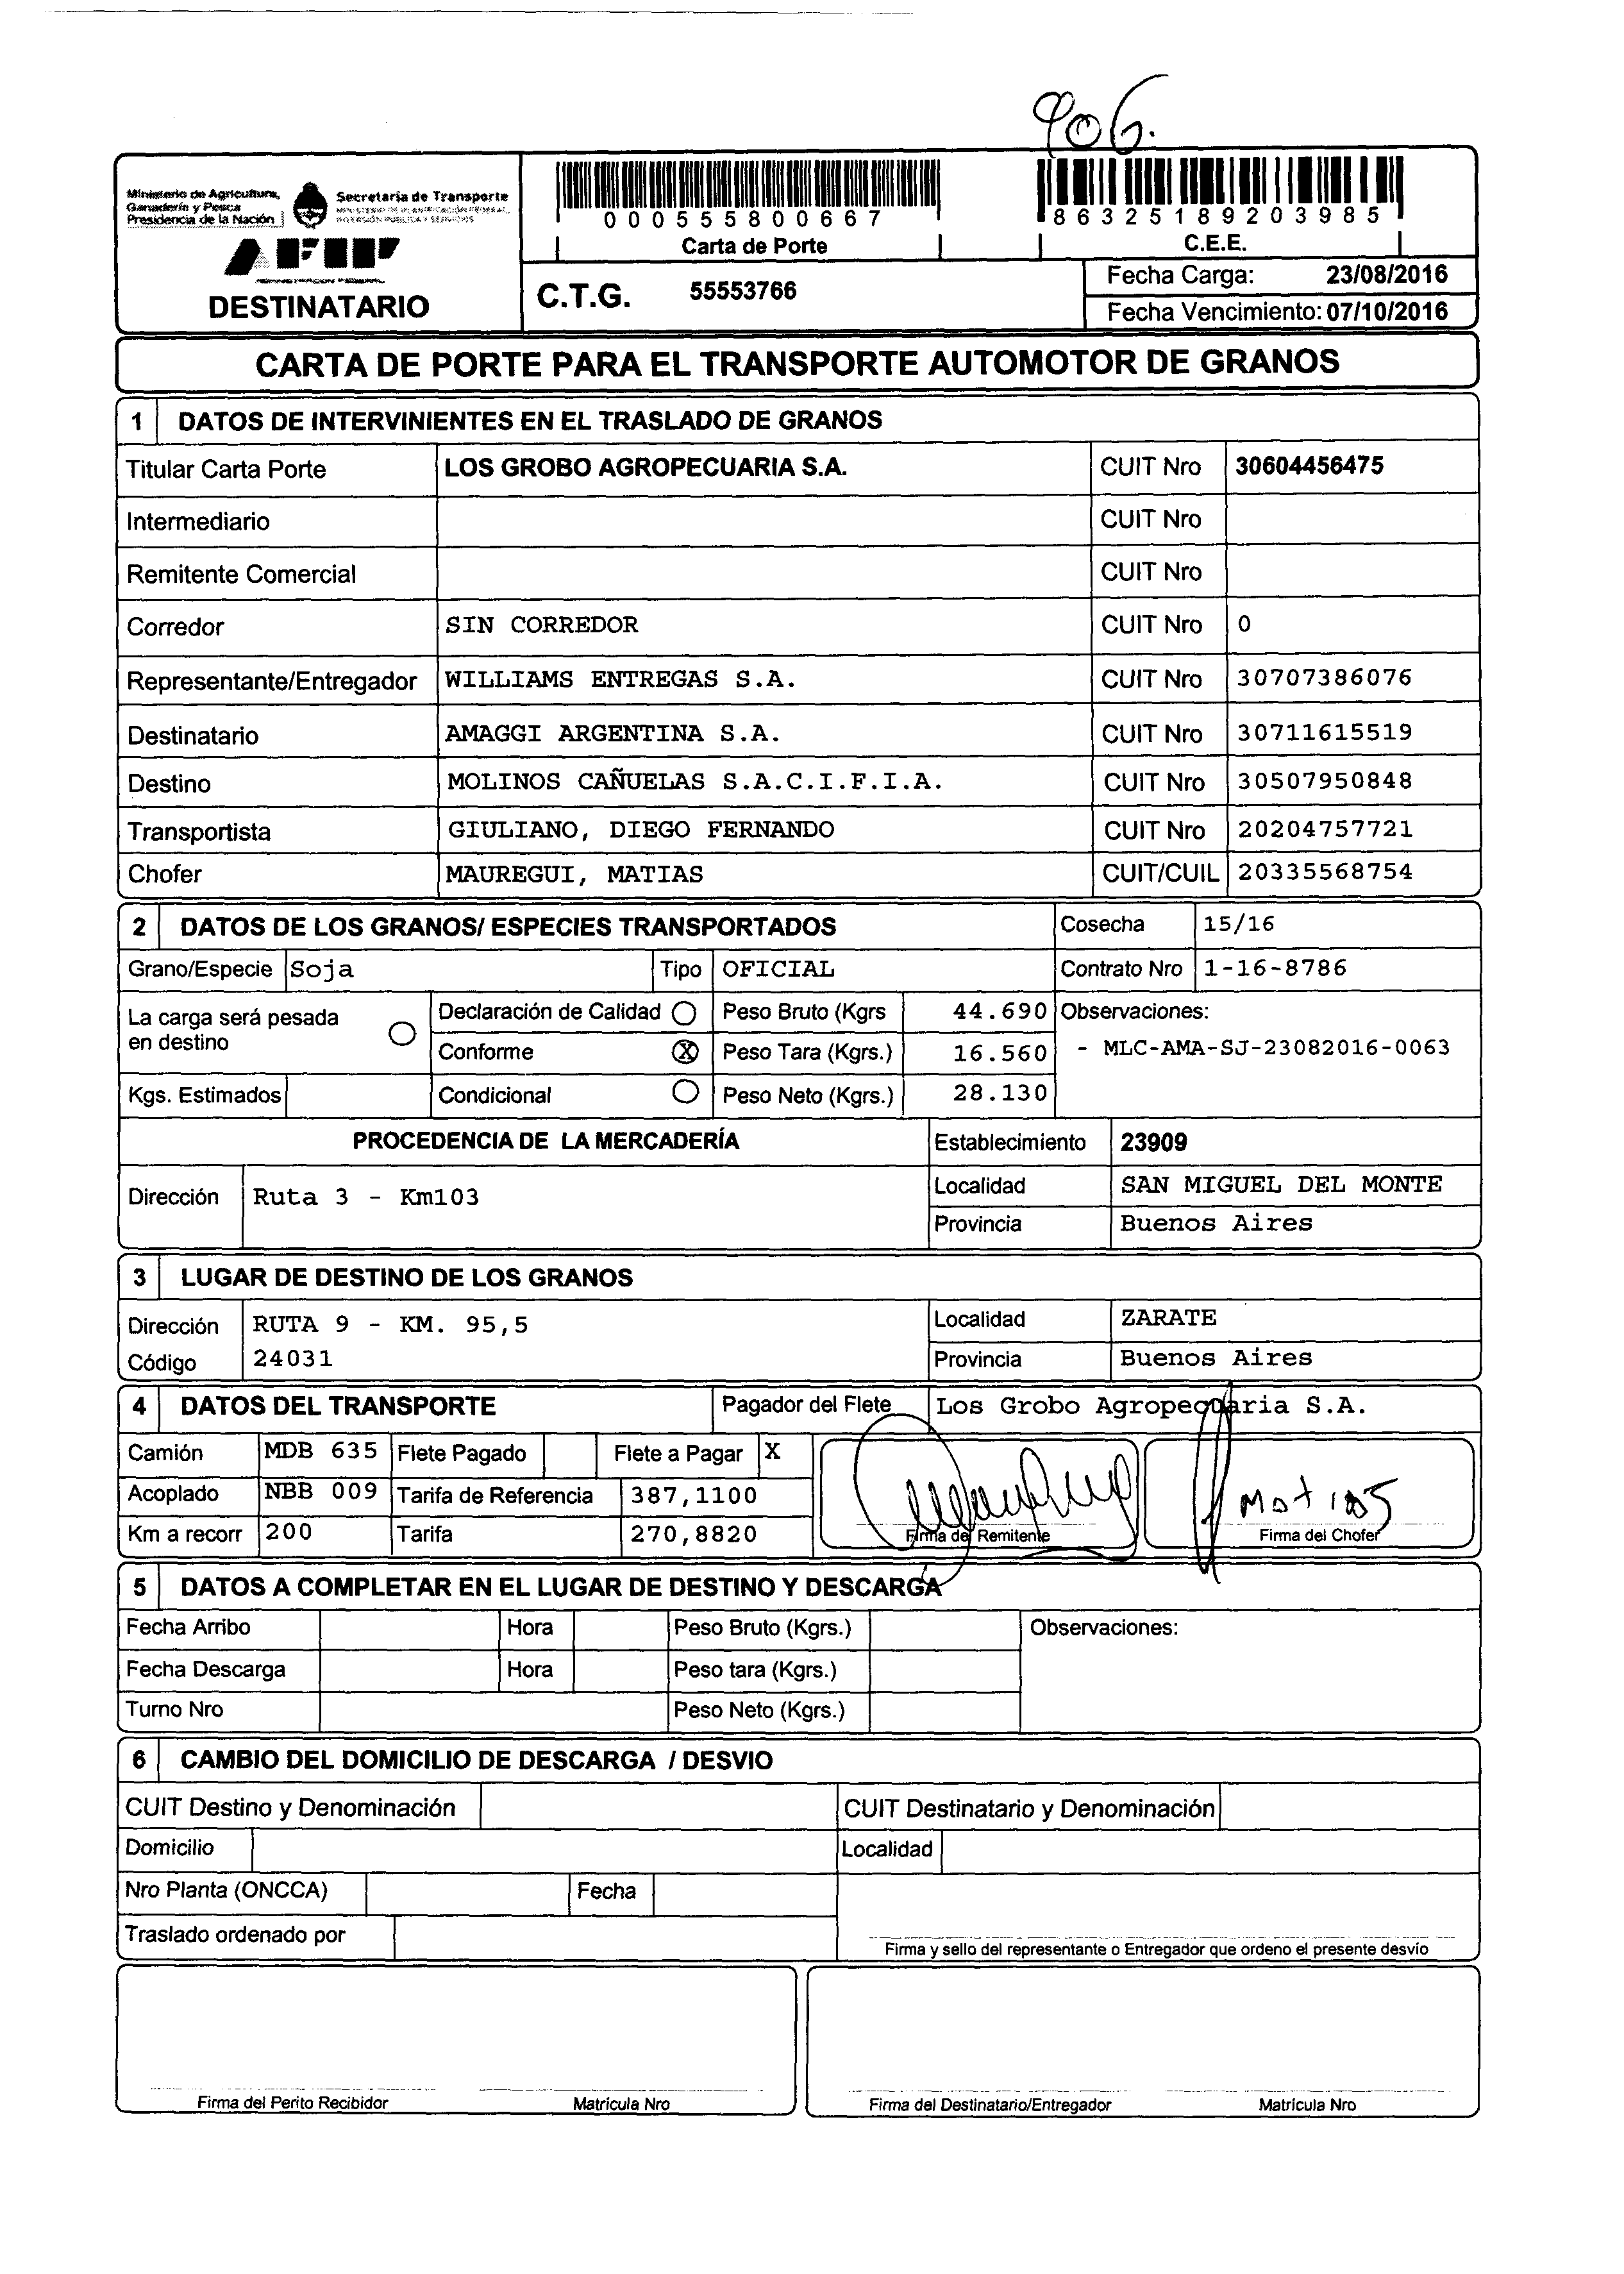 906.
Ministerio de Agricultura,
Ganadería y Pesca
Presidencia de la Nación
Secretaría de Transporte
AFIP
DESTINATARIO
000555800667
Carta de Porte
86325189203985
C.E.E.
C.T.G. 55553766
Fecha Carga: 23/08/2016
Fecha Vencimiento: 07/10/2016
CARTA DE PORTE PARA EL TRANSPORTE AUTOMOTOR DE GRANOS
1 DATOS DE INTERVINIENTES EN EL TRASLADO DE GRANOS
Titular Carta Porte LOS GROBO AGROPECUARIA S.A. CUIT Nro 30604456475
Intermediario CUIT Nro
Remitente Comercial CUIT Nro
Corredor SIN CORREDOR CUIT Nro 0
Representante/Entregador WILLIAMS ENTREGAS S.A. CUIT Nro 30707386076
Destinatario AMAGGI ARGENTINA S.A. CUIT Nro 30711615519
Destino MOLINOS CAÑUELAS S.A.C.I.F.I.A. CUIT Nro 30507950848
Transportista GIULIANO, DIEGO FERNANDO CUIT Nro 20204757721
Chofer MAUREGUI, MATIAS CUIT/CUIL 20335568754
2 DATOS DE LOS GRANOS/ ESPECIES TRANSPORTADOS Cosecha 15/16
Grano/Especie Soja Tipo OFICIAL Contrato Nro 1-16-8786
La carga será pesada
en destino
Declaración de Calidad Peso Bruto (Kgrs 44.690 Observaciones:
Conforme X Peso Tara (Kgrs.) 16.560 - MLC-AMA-SJ-23082016-0063
Kgs. Estimados Condicional Peso Neto (Kgrs.) 28.130
PROCEDENCIA DE LA MERCADERÍA Establecimiento 23909
Dirección Ruta 3 - Km103 Localidad SAN MIGUEL DEL MONTE
Provincia Buenos Aires
3 LUGAR DE DESTINO DE LOS GRANOS
Dirección RUTA 9 - KM. 95,5 Localidad ZARATE
Código 24031 Provincia Buenos Aires
4 DATOS DEL TRANSPORTE Pagador del Flete Los Grobo Agropecuaria S.A.
Camión MDB 635 Flete Pagado Flete a Pagar X
Acoplado NBB 009 Tarifa de Referencia 387,1100
Km a recorr 200 Tarifa 270,8820
Firma del Remitente
Matias
Firma del Chofer
5 DATOS A COMPLETAR EN EL LUGAR DE DESTINO Y DESCARGA
Fecha Arribo Hora Peso Bruto (Kgrs.) Observaciones:
Fecha Descarga Hora Peso tara (Kgrs.)
Turno Nro Peso Neto (Kgrs.)
6 CAMBIO DEL DOMICILIO DE DESCARGA / DESVIO
CUIT Destino y Denominación CUIT Destinatario y Denominación
Domicilio Localidad
Nro Planta (ONCCA) Fecha
Traslado ordenado por
Firma y sello del representante o Entregador que ordeno el presente desvío
Firma del Perito Recibidor Matrícula Nro
Firma del Destinatario/Entregador Matrícula Nro